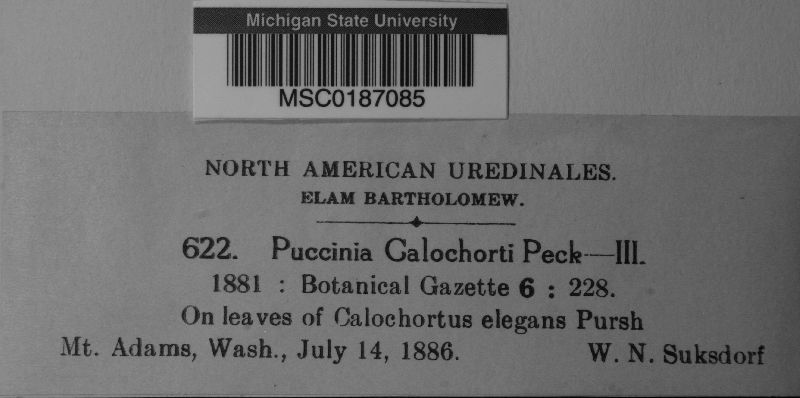 Michigan State University
MSC0187085
NORTH AMERICAN UREDINALES.
ELAM BARTHOLOMEW.
622. Puccinia Calochorti Peck—III.
1881 : Botanical Gazette 6 : 228.
On leaves of Calochortus elegans Pursh
Mt. Adams, Wash., July 14, 1886. W. N. Suksdorf